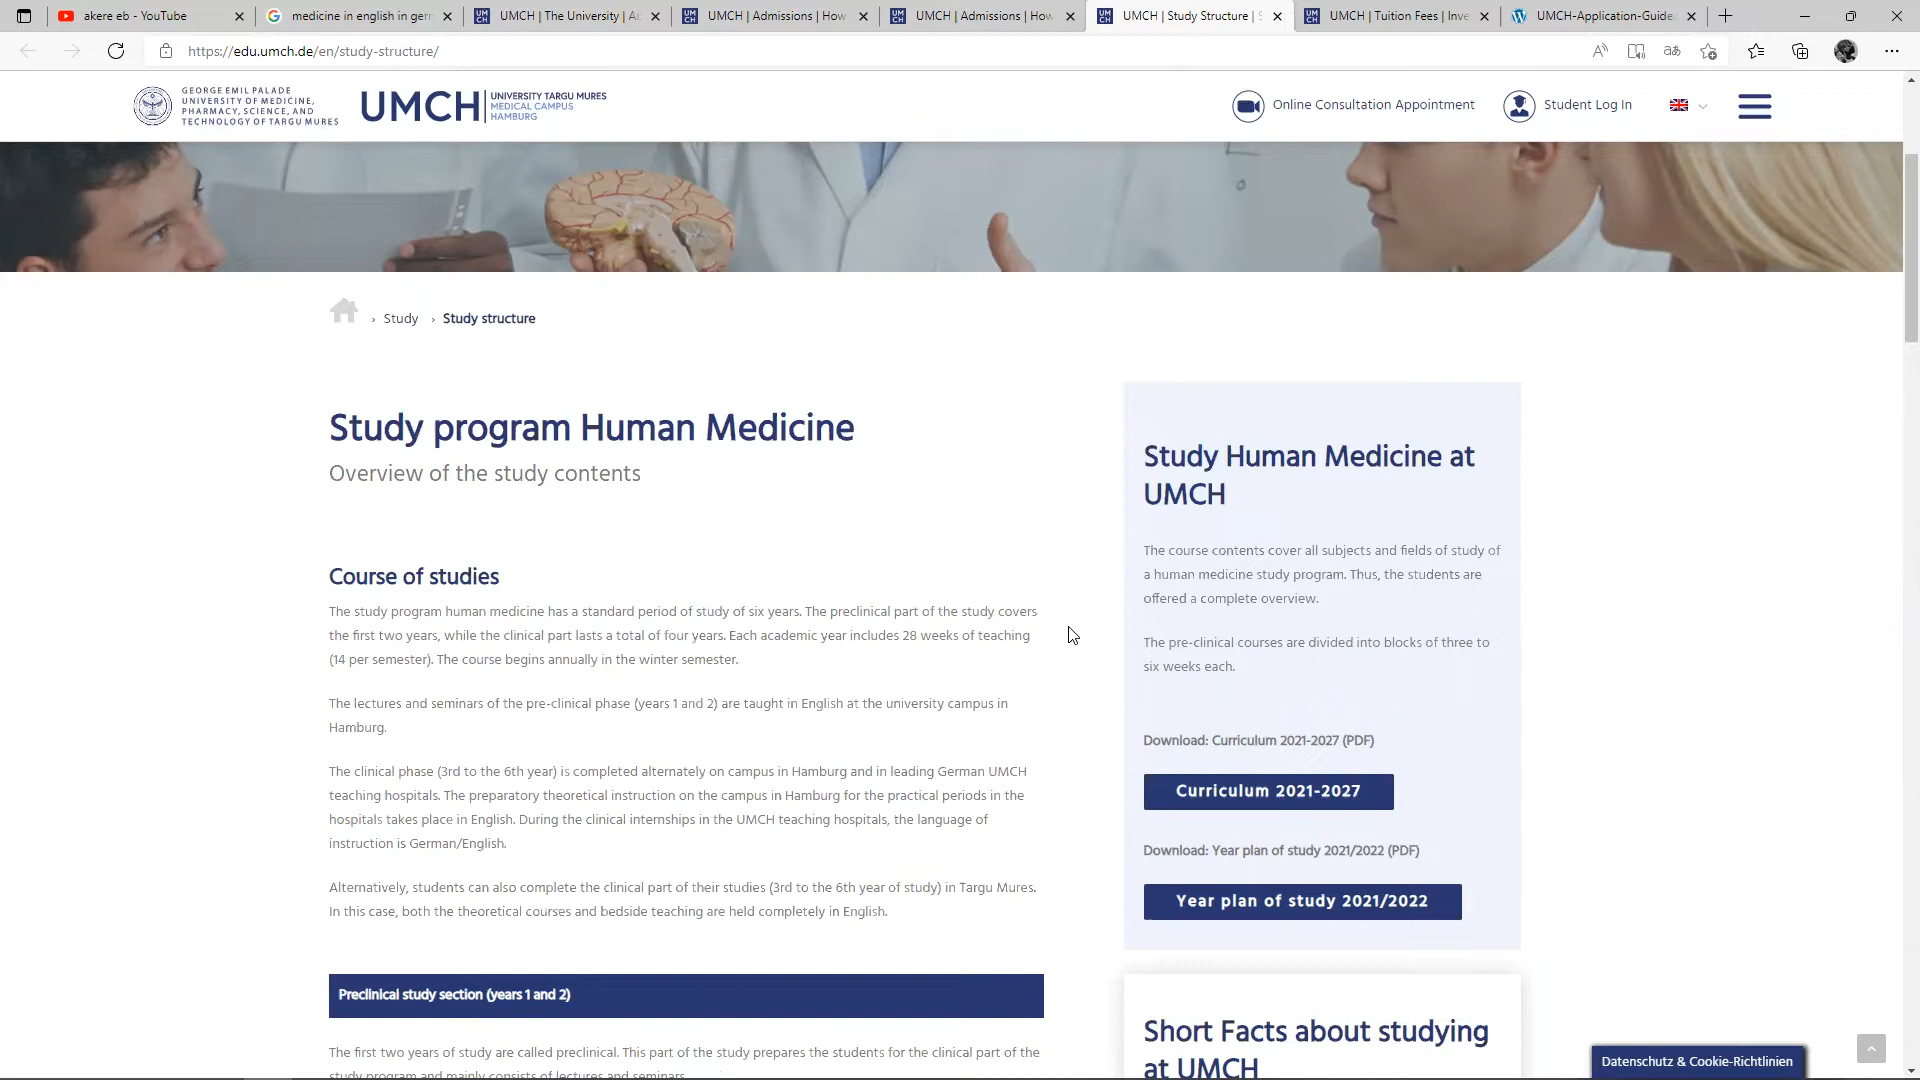 akere eb - YouTube
medicine in english in gern
UMCH | The University | Al
UMCH | Admissions | How
UMCH | Admissions | How
UMCH | Study Structure | S
UMCH | Tuition Fees | Inve
UMCH-Application-Guide
https://edu.umch.de/en/study-structure/
GEORGE EMIL PALADE
UNIVERSITY OF MEDICINE,
PHARMACY, SCIENCE, AND
TECHNOLOGY OF TARGU MURES
UMCH
UNIVERSITY TARGU MURES
MEDICAL CAMPUS
HAMBURG
Online Consultation Appointment
Student Log In
› Study › Study structure
Study program Human Medicine
Overview of the study contents
Course of studies
The study program human medicine has a standard period of study of six years. The preclinical part of the study covers
the first two years, while the clinical part lasts a total of four years. Each academic year includes 28 weeks of teaching
(14 per semester). The course begins annually in the winter semester.
The lectures and seminars of the pre-clinical phase (years 1 and 2) are taught in English at the university campus in
Hamburg.
The clinical phase (3rd to the 6th year) is completed alternately on campus in Hamburg and in leading German UMCH
teaching hospitals. The preparatory theoretical instruction on the campus in Hamburg for the practical periods in the
hospitals takes place in English. During the clinical internships in the UMCH teaching hospitals, the language of
instruction is German/English.
Alternatively, students can also complete the clinical part of their studies (3rd to the 6th year of study) in Targu Mures.
In this case, both the theoretical courses and bedside teaching are held completely in English.
Preclinical study section (years 1 and 2)
The first two years of study are called preclinical. This part of the study prepares the students for the clinical part of the
study program and mainly consists of lectures and seminars.
Study Human Medicine at
UMCH
The course contents cover all subjects and fields of study of
a human medicine study program. Thus, the students are
offered a complete overview.
The pre-clinical courses are divided into blocks of three to
six weeks each.
Download: Curriculum 2021-2027 (PDF)
Curriculum 2021-2027
Download: Year plan of study 2021/2022 (PDF)
Year plan of study 2021/2022
Short Facts about studying
at UMCH
Datenschutz & Cookie-Richtlinien